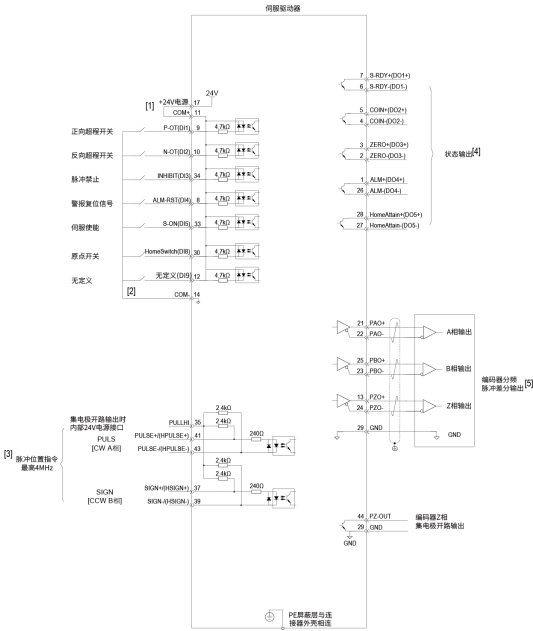 伺服驱动器
24V
[1] +24V电源 17
COM+ 11
正向超程开关 P-OT(DI1) 9 4.7kΩ
反向超程开关 N-OT(DI2) 10 4.7kΩ
脉冲禁止 INHIBIT(DI3) 34 4.7kΩ
警报复位信号 ALM-RST(DI4) 8 4.7kΩ
伺服使能 S-ON(DI5) 33 4.7kΩ
原点开关 HomeSwitch(DI8) 30 4.7kΩ
无定义 无定义(DI9) 12 4.7kΩ
[2]
COM- 14
7 S-RDY+(DO1+)
6 S-RDY-(DO1-)
5 COIN+(DO2+)
4 COIN-(DO2-)
3 ZERO+(DO3+)
2 ZERO-(DO3-)
状态输出[4]
1 ALM+(DO4+)
26 ALM-(DO4-)
28 HomeAttain+(DO5+)
27 HomeAttain-(DO5-)
21 PAO+
22 PAO-
A相输出
25 PBO+
23 PBO-
B相输出
13 PZO+
24 PZO-
Z相输出
29 GND
GND
编码器分频
脉冲差分输出 [5]
集电极开路输出时
内部24V电源接口
2.4kΩ
PULLHI 35 2.4kΩ
PULS
[CW A相]
PULSE+/(HPULSE+) 41 240Ω
PULSE-/(HPULSE-) 43
[3] 脉冲位置指令
最高4MHz
2.4kΩ
2.4kΩ
SIGN
[CCW B相]
SIGN+/(HSIGN+) 37 240Ω
SIGN-/(HSIGN-) 39
44 PZ-OUT
29 GND
GND
编码器Z相
集电极开路输出
PE屏蔽层与连
接器外壳相连